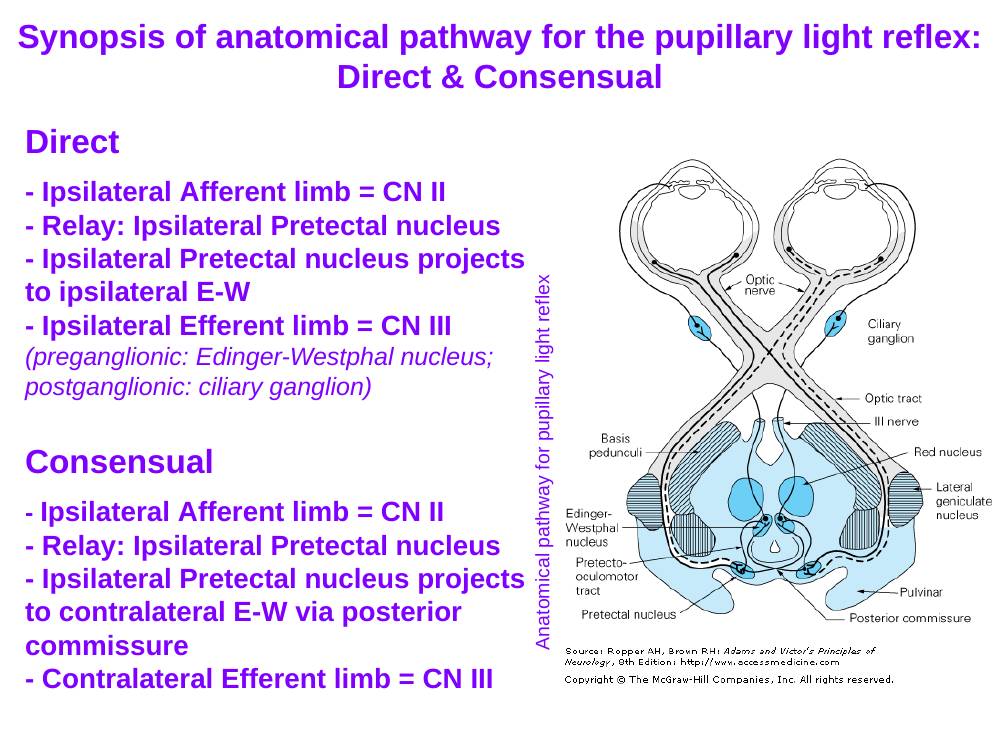 Synopsis of anatomical pathway for the pupillary light reflex:
Direct & Consensual
Direct
- Ipsilateral Afferent limb = CN II
- Relay: Ipsilateral Pretectal nucleus
- Ipsilateral Pretectal nucleus projects
to ipsilateral E-W
- Ipsilateral Efferent limb = CN III
(preganglionic: Edinger-Westphal nucleus;
postganglionic: ciliary ganglion)
Consensual
- Ipsilateral Afferent limb = CN II
- Relay: Ipsilateral Pretectal nucleus
- Ipsilateral Pretectal nucleus projects
to contralateral E-W via posterior
commissure
- Contralateral Efferent limb = CN III
Anatomical pathway for pupillary light reflex
Optic
nerve
Ciliary
ganglion
Optic tract
III nerve
Basis
pedunculi
Red nucleus
Lateral
geniculate
nucleus
Edinger-
Westphal
nucleus
Pretecto-
oculomotor
tract
Pretectal nucleus
Pulvinar
Posterior commissure
Source: Ropper AH, Brown RH: Adams and Victor's Principles of
Neurology, 8th Edition: http://www.accessmedicine.com
Copyright © The McGraw-Hill Companies, Inc. All rights reserved.